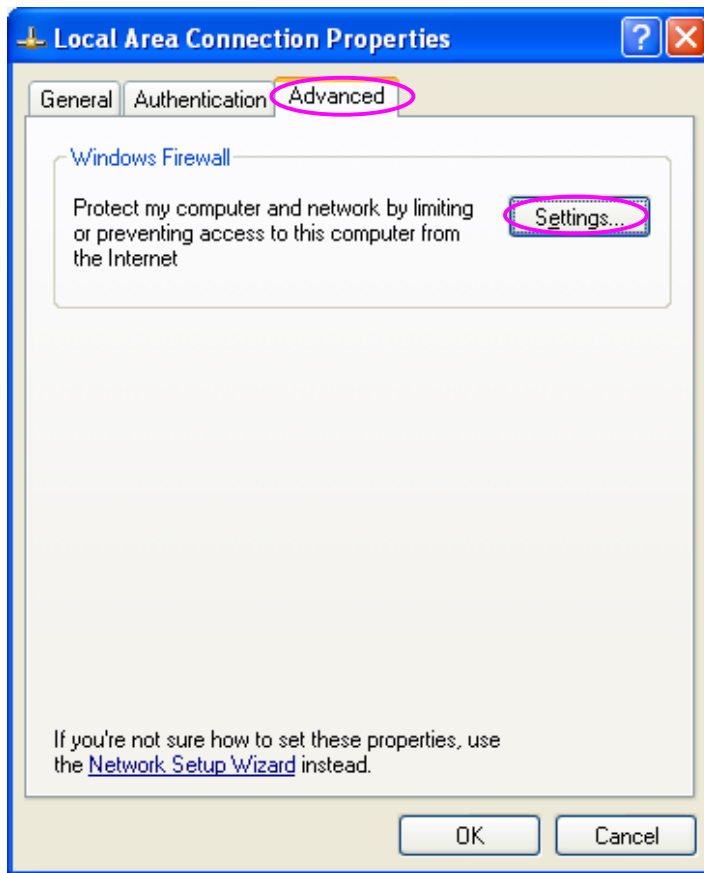 Local Area Connection Properties
General Authentication Advanced
Windows Firewall
Protect my computer and network by limiting
or preventing access to this computer from
the Internet
Settings...
If you're not sure how to set these properties, use
the Network Setup Wizard instead.
OK Cancel